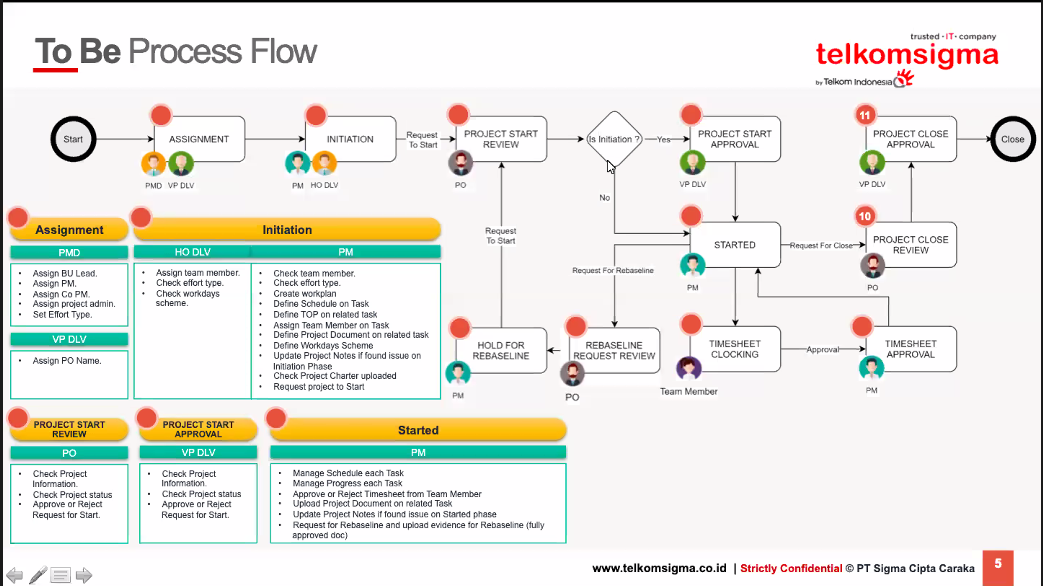 To Be Process Flow
trusted · IT · company
telkomsigma
by Telkom Indonesia
Start
ASSIGNMENT
PMD
VP DLV
INITIATION
PM
HO DLV
Request
To Start
PROJECT START
REVIEW
PO
Is Initiation ?
Yes
No
PROJECT START
APPROVAL
VP DLV
11
PROJECT CLOSE
APPROVAL
VP DLV
Close
Request
To Start
STARTED
PM
Request For Close
10
PROJECT CLOSE
REVIEW
PO
Request For Rebaseline
HOLD FOR
REBASELINE
PM
REBASELINE
REQUEST REVIEW
PO
TIMESHEET
CLOCKING
Team Member
Approval
TIMESHEET
APPROVAL
PM
Assignment
PMD
• Assign BU Lead.
• Assign PM.
• Assign Co PM.
• Assign project admin.
• Set Effort Type.
VP DLV
• Assign PO Name.
Initiation
HO DLV
• Assign team member.
• Check effort type.
• Check workdays
scheme.
PM
• Check team member.
• Check effort type.
• Create workplan
• Define Schedule on Task
• Define TOP on related task
• Assign Team Member on Task
• Define Project Document on related task
• Define Workdays Scheme
• Update Project Notes if found issue on
Initiation Phase
• Check Project Charter uploaded
• Request project to Start
PROJECT START
REVIEW
PO
• Check Project
Information.
• Check Project status
• Approve or Reject
Request for Start.
PROJECT START
APPROVAL
VP DLV
• Check Project
Information.
• Check Project status
• Approve or Reject
Request for Start.
Started
PM
• Manage Schedule each Task
• Manage Progress each Task
• Approve or Reject Timesheet from Team Member
• Upload Project Document on related Task
• Update Project Notes if found issue on Started phase
• Request for Rebaseline and upload evidence for Rebaseline (fully
approved doc)
www.telkomsigma.co.id | Strictly Confidential © PT Sigma Cipta Caraka
5